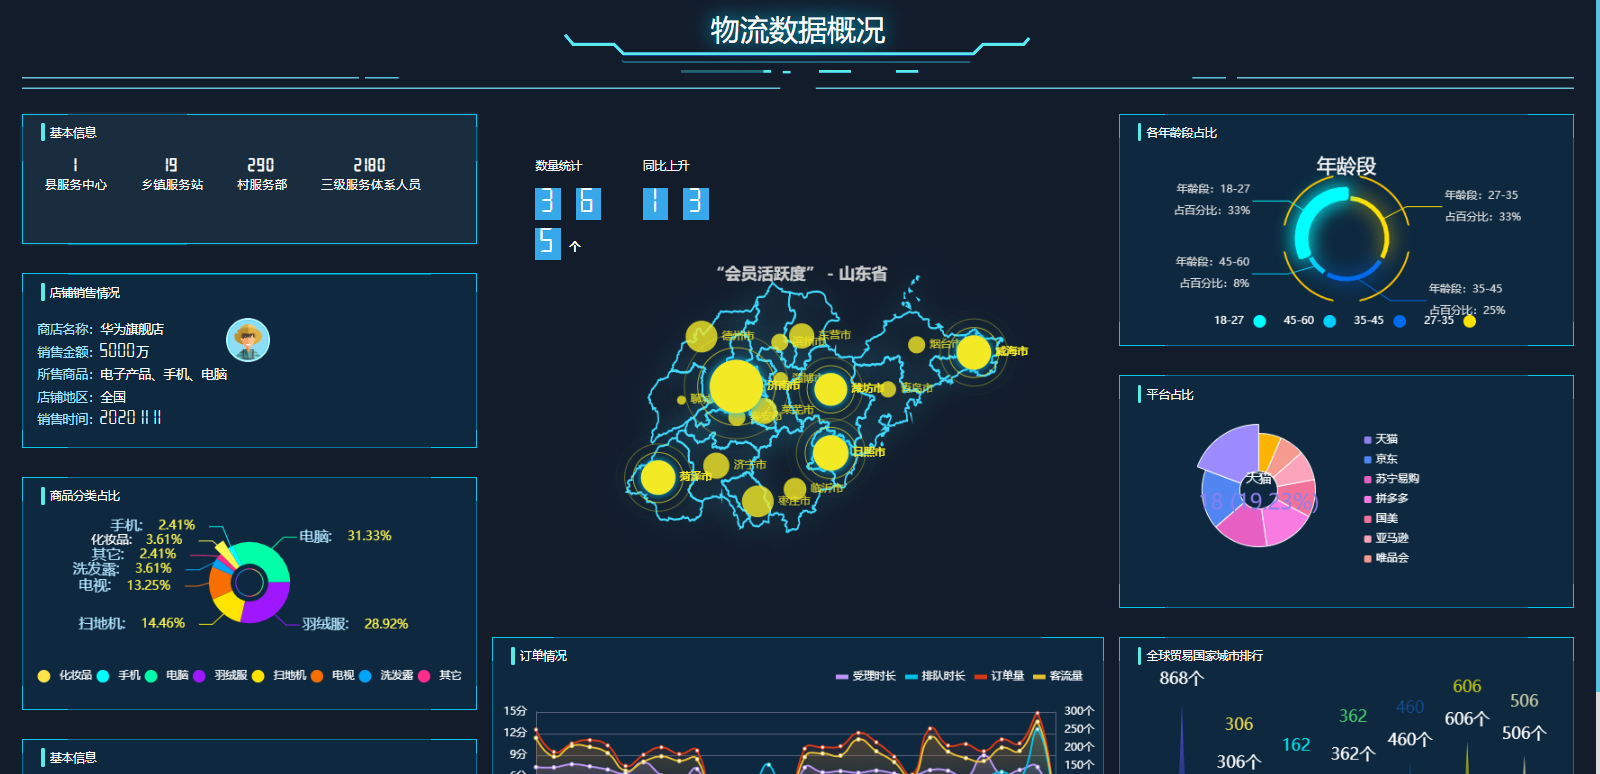 物流数据概况
基本信息
1
19
290
2180
县服务中心
乡镇服务站
村服务部
三级服务体系人员
店铺销售情况
商店名称：华为旗舰店
销售金额：5000万
所售商品：电子产品、手机、电脑
店铺地区：全国
销售时间：2020 11 11
商品分类占比
手机： 2.41%
化妆品： 3.61%
其它： 2.41%
洗发露： 3.61%
电视： 13.25%
扫地机： 14.46%
电脑： 31.33%
羽绒服： 28.92%
化妆品
手机
电脑
羽绒服
扫地机
电视
洗发露
其它
基本信息
数量统计
同比上升
3 6
1 3
5 个
“会员活跃度” - 山东省
德州市
滨州市
东营市
烟台市
威海市
淄博市
济南市
潍坊市
青岛市
莱芜市
泰安市
日照市
菏泽市
济宁市
临沂市
枣庄市
订单情况
受理时长
排队时长
订单量
客流量
15分
12分
9分
300个
250个
200个
150个
各年龄段占比
年龄段
年龄段：18-27
占百分比：33%
年龄段：27-35
占百分比：33%
年龄段：45-60
占百分比：8%
年龄段：35-45
占百分比：25%
18-27
45-60
35-45
27-35
平台占比
天猫
18 (19.23%)
天猫
京东
苏宁易购
拼多多
国美
亚马逊
唯品会
全球贸易国家城市排行
868个
306
306个
162
362
362个
460
460个
606
606个
506
506个